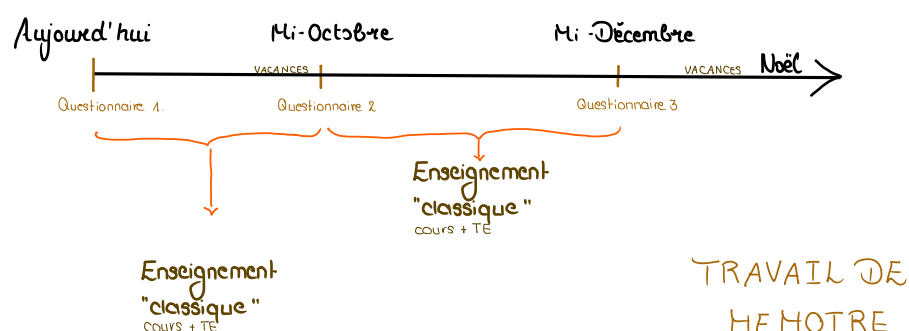 Aujourd'hui
Mi-Octobre
Mi-Décembre
VACANCES
VACANCES
Noël
Questionnaire 1.
Questionnaire 2
Questionnaire 3
Enseignement
"classique"
cours + TE
Enseignement
"classique"
cours + TE
TRAVAIL DE
MEMOIRE